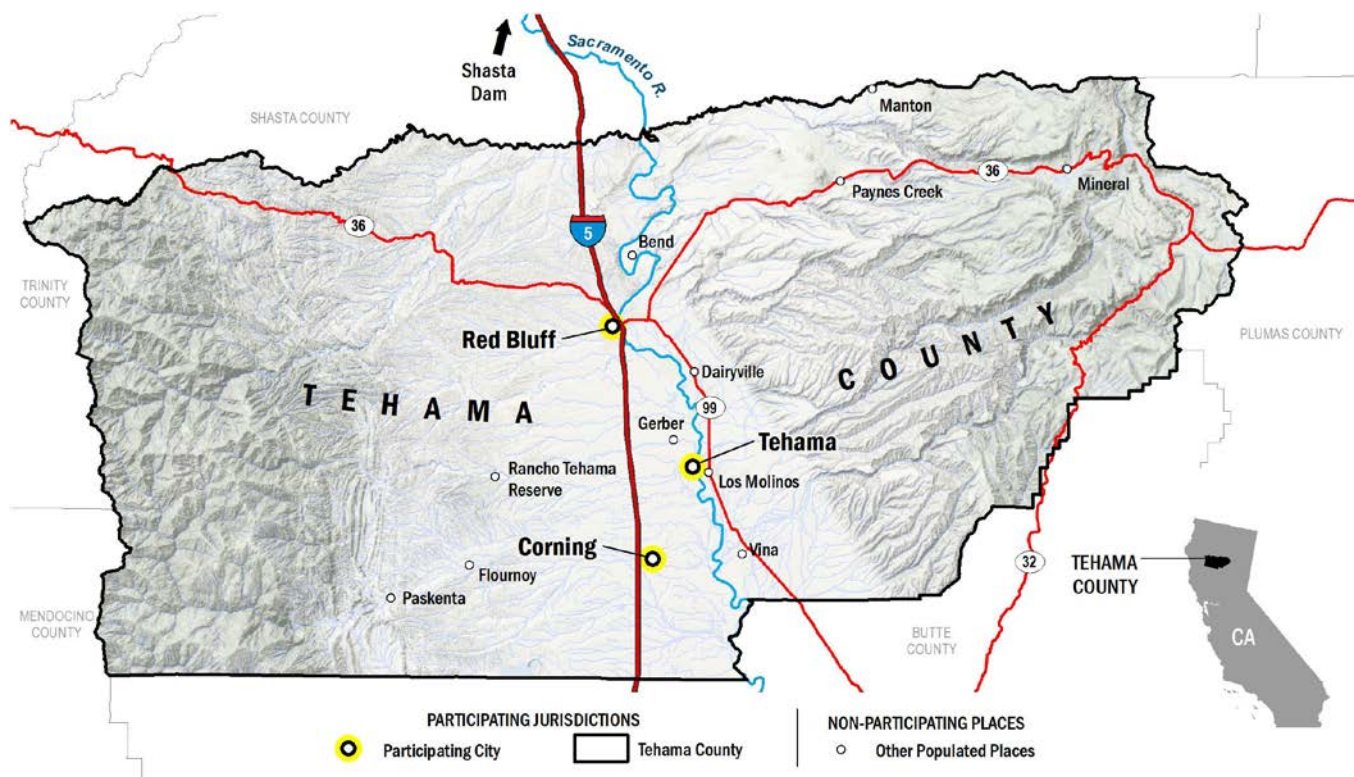 Shasta
Dam
Sacramento R.
SHASTA COUNTY
Manton
36
Mineral
Paynes Creek
36
5
Bend
TRINITY
COUNTY
PLUMAS COUNTY
Red Bluff
COUNTY
Dairyville
TEHAMA
99
Gerber
Tehama
Rancho Tehama
Reserve
Los Molinos
Corning
Vina
Flournoy
32
TEHAMA
COUNTY
Paskenta
MENDOCINO
COUNTY
BUTTE
COUNTY
CA
PARTICIPATING JURISDICTIONS
NON-PARTICIPATING PLACES
Participating City
Tehama County
Other Populated Places